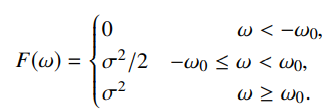 0 ω < −ω₀,
F(ω) = { σ²/2 −ω₀ ≤ ω < ω₀,
σ² ω ≥ ω₀.